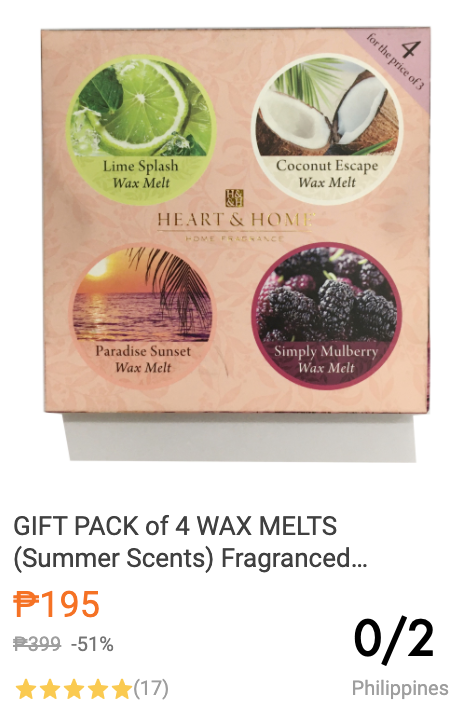 4
for the price of 3
Lime Splash
Wax Melt
Coconut Escape
Wax Melt
H&H
HEART & HOME
HOME FRAGRANCE
Paradise Sunset
Wax Melt
Simply Mulberry
Wax Melt
GIFT PACK of 4 WAX MELTS
(Summer Scents) Fragranced...
₱195
₱399 -51%
0/2
(17)
Philippines